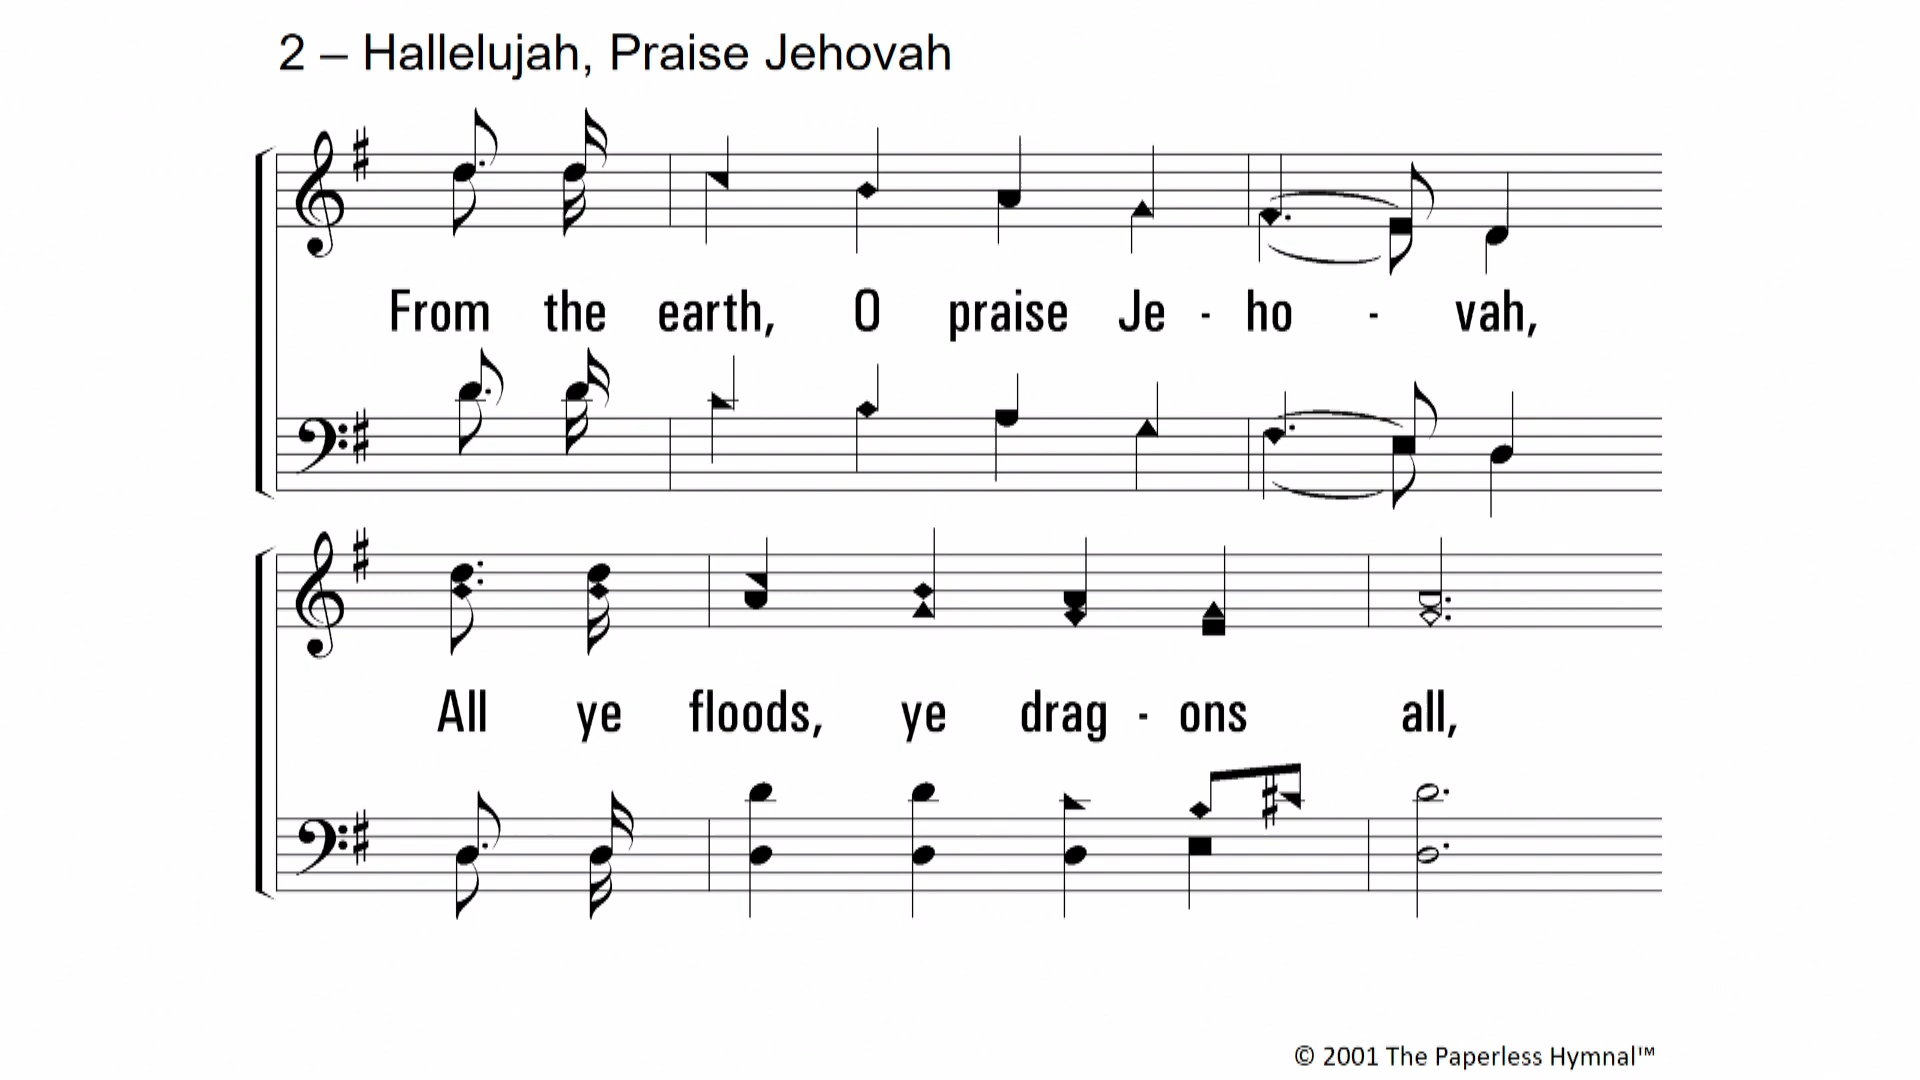 2 – Hallelujah, Praise Jehovah
From the earth, O praise Je - ho - vah,
All ye floods, ye drag - ons all,
© 2001 The Paperless Hymnal™